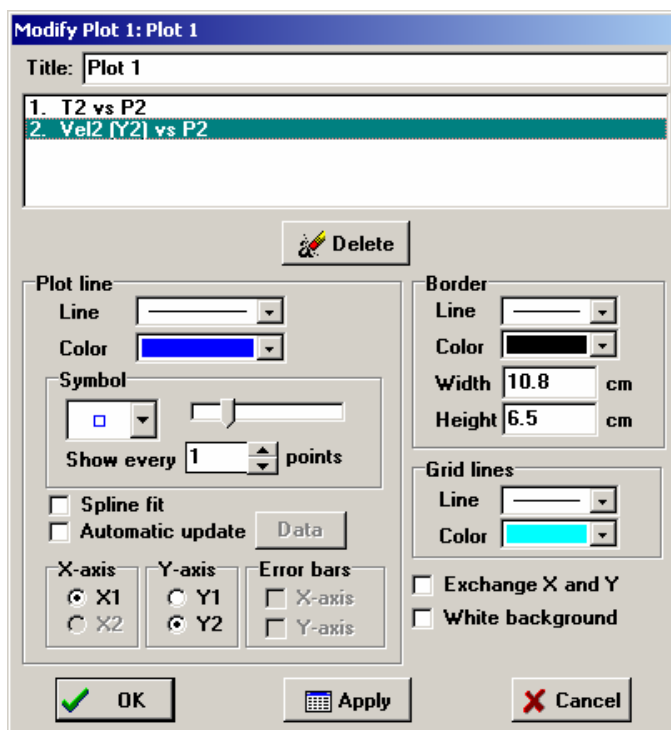 Modify Plot 1: Plot 1
Title: Plot 1
1. T2 vs P2
2. Vel2 (Y2) vs P2
Delete
Plot line
Line
Color
Symbol
Show every 1 points
Spline fit
Automatic update Data
X-axis
X1
X2
Y-axis
Y1
Y2
Error bars
X-axis
Y-axis
Border
Line
Color
Width 10.8 cm
Height 6.5 cm
Grid lines
Line
Color
Exchange X and Y
White background
OK Apply Cancel